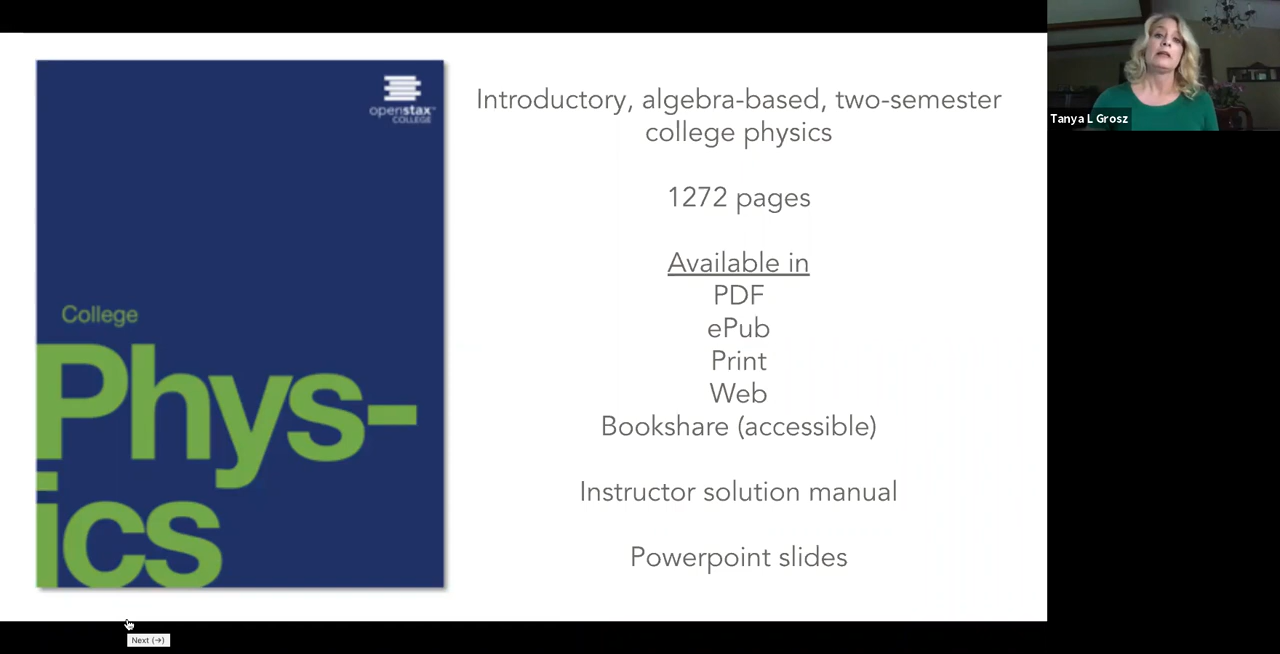 openstax™
COLLEGE
College
Phys-
ics
Introductory, algebra-based, two-semester
college physics
1272 pages
Available in
PDF
ePub
Print
Web
Bookshare (accessible)
Instructor solution manual
Powerpoint slides
Tanya L Grosz
Next (→)